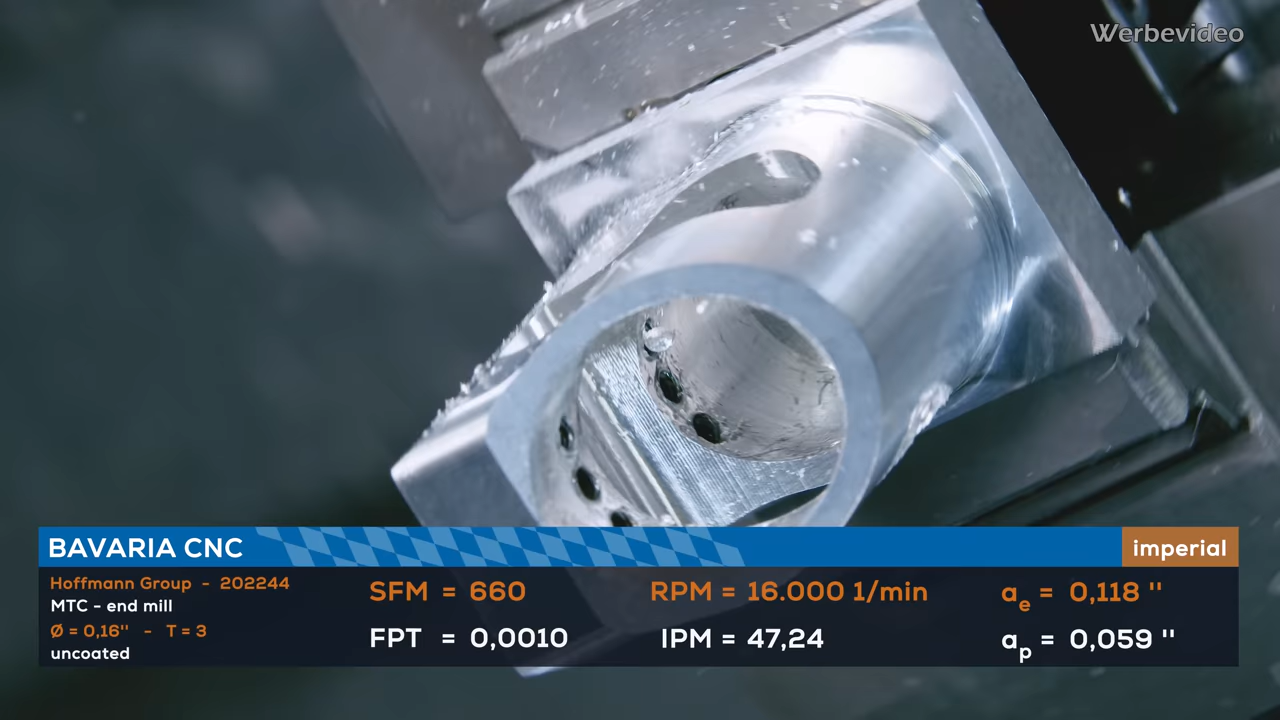 Werbevideo
BAVARIA CNC
imperial
Hoffmann Group - 202244
MTC - end mill
Ø = 0,16" - T = 3
uncoated
SFM = 660
FPT = 0,0010
RPM = 16.000 1/min
IPM = 47,24
ae = 0,118 "
ap = 0,059 "